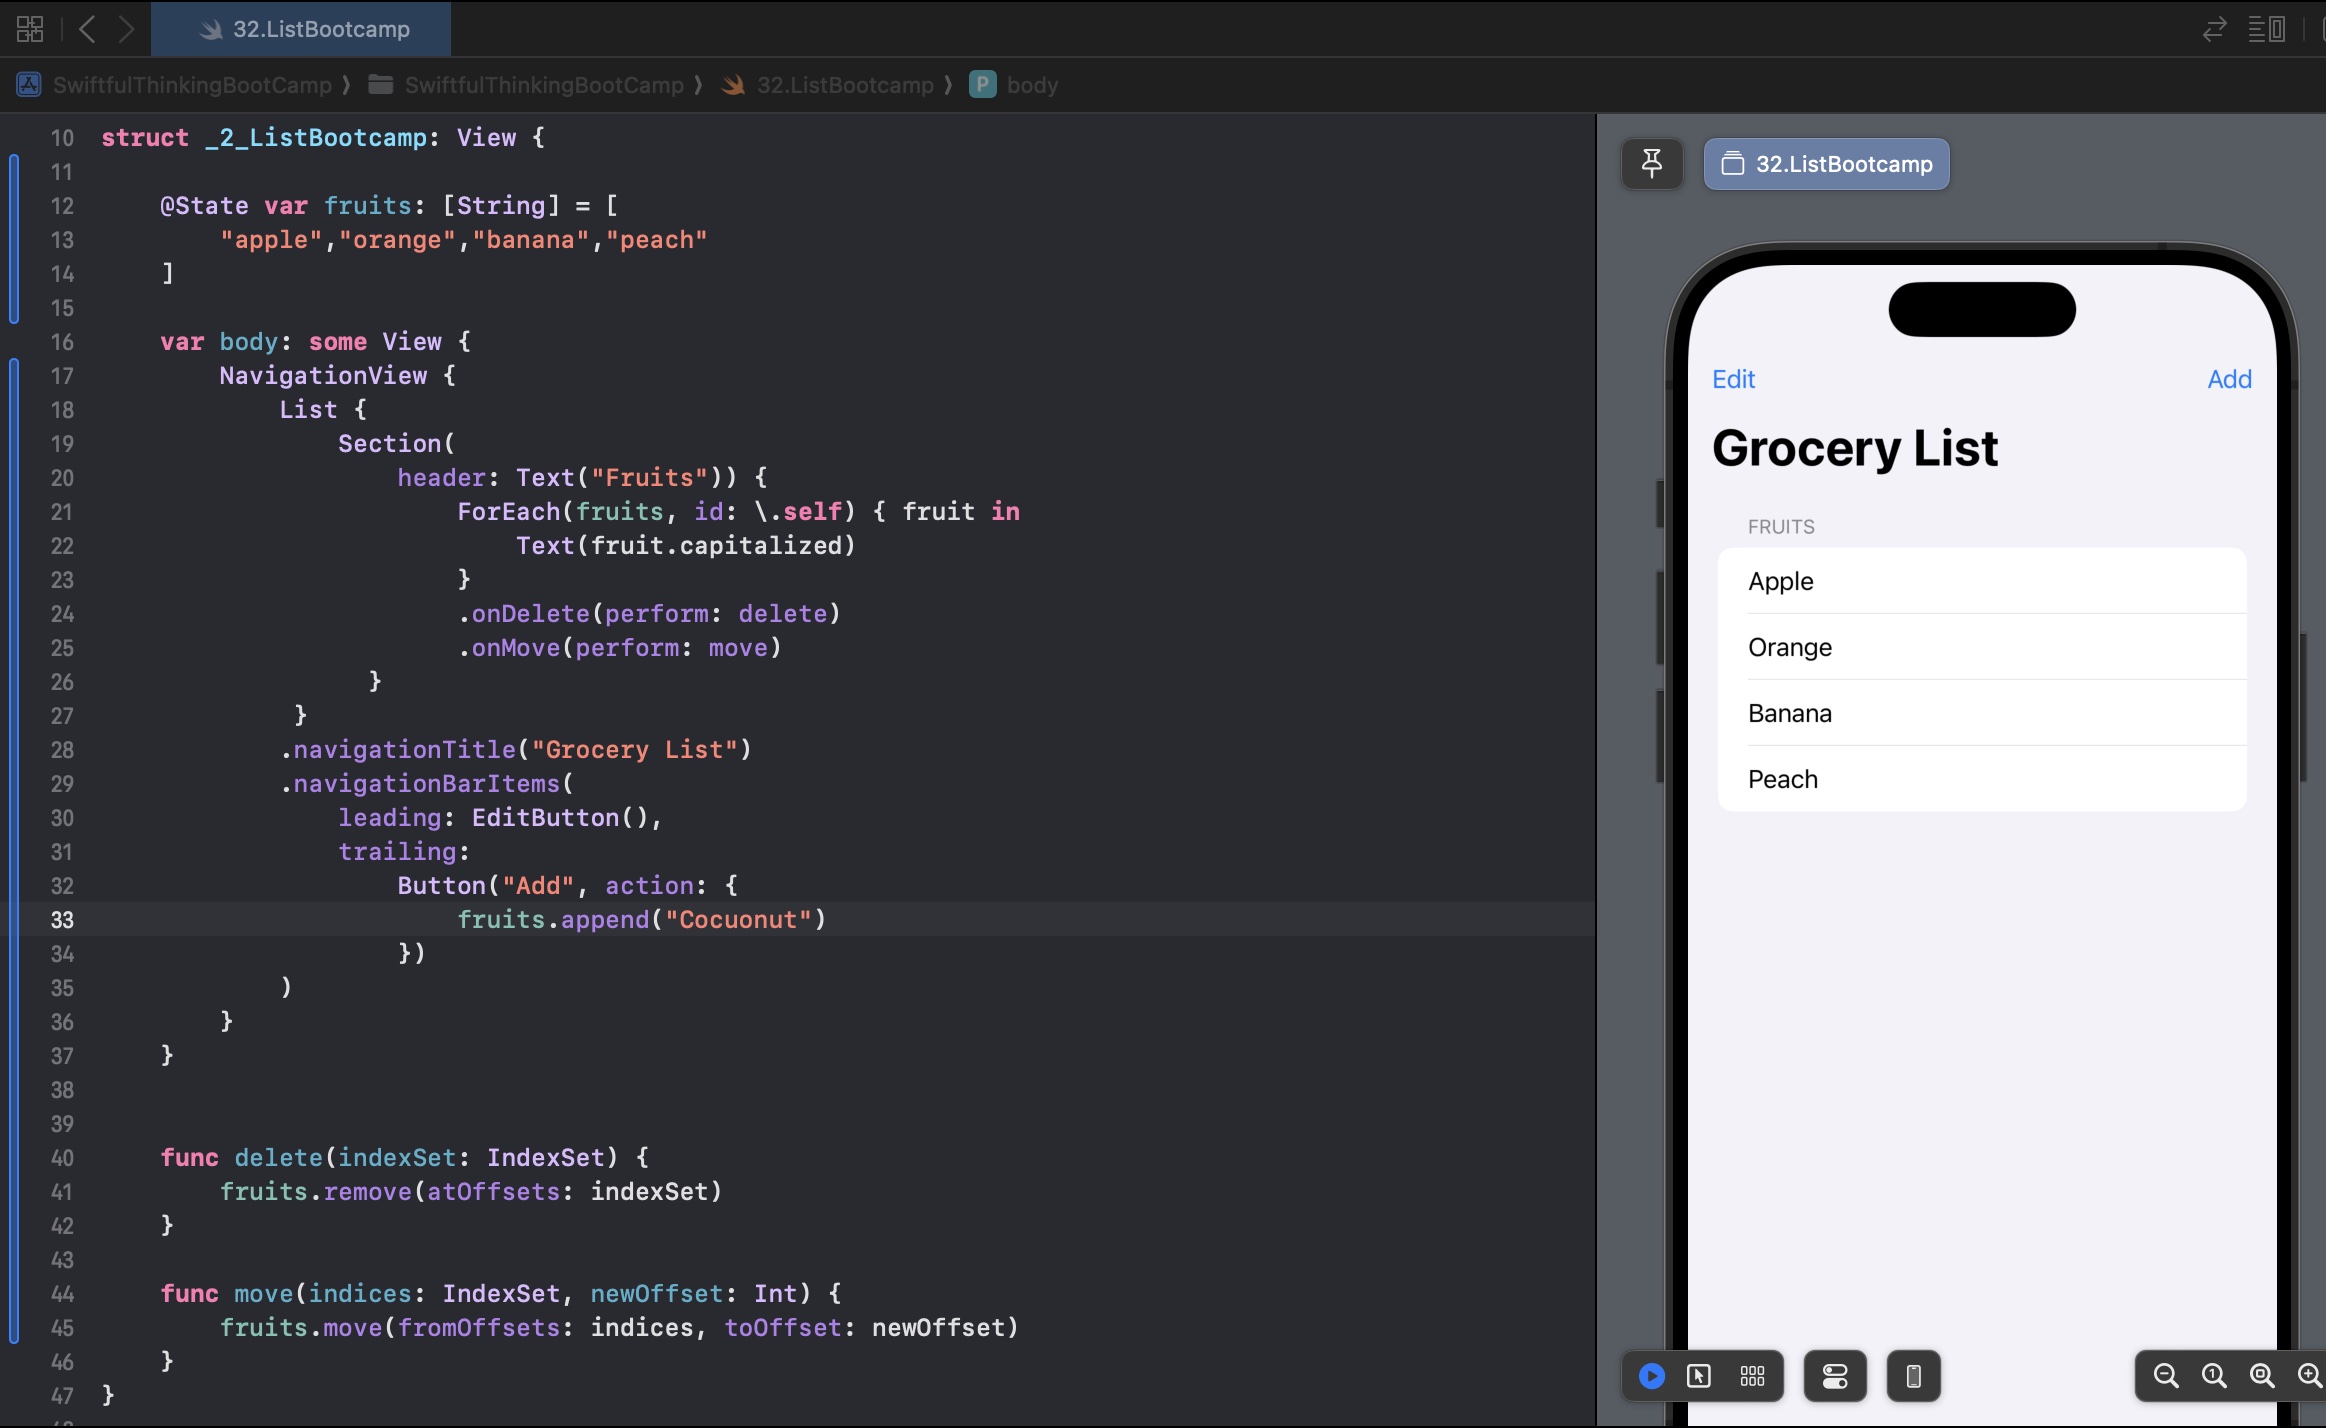 32.ListBootcamp
SwiftfulThinkingBootCamp ⟩ SwiftfulThinkingBootCamp ⟩ 32.ListBootcamp ⟩ P body
10 struct _2_ListBootcamp: View {
11
12 @State var fruits: [String] = [
13 "apple","orange","banana","peach"
14 ]
15
16 var body: some View {
17 NavigationView {
18 List {
19 Section(
20 header: Text("Fruits")) {
21 ForEach(fruits, id: \.self) { fruit in
22 Text(fruit.capitalized)
23 }
24 .onDelete(perform: delete)
25 .onMove(perform: move)
26 }
27 }
28 .navigationTitle("Grocery List")
29 .navigationBarItems(
30 leading: EditButton(),
31 trailing:
32 Button("Add", action: {
33 fruits.append("Cocuonut")
34 })
35 )
36 }
37 }
38
39
40 func delete(indexSet: IndexSet) {
41 fruits.remove(atOffsets: indexSet)
42 }
43
44 func move(indices: IndexSet, newOffset: Int) {
45 fruits.move(fromOffsets: indices, toOffset: newOffset)
46 }
47 }
32.ListBootcamp
Edit Add
Grocery List
FRUITS
Apple
Orange
Banana
Peach